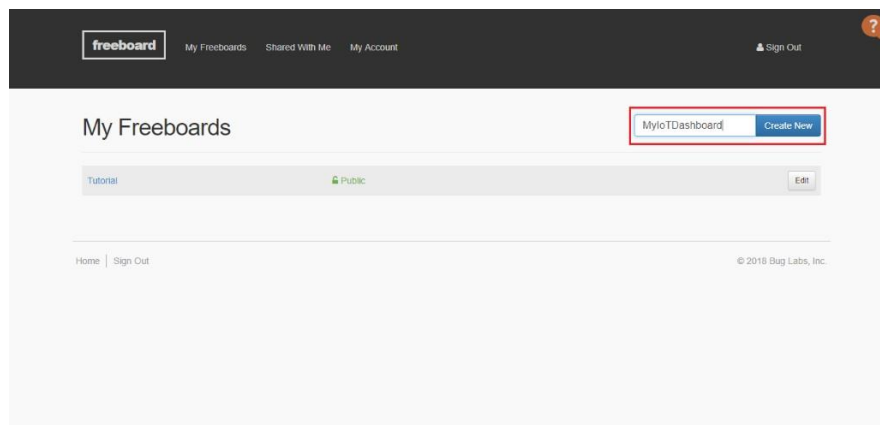 freeboard My Freeboards Shared With Me My Account Sign Out ?
My Freeboards MyIoTDashboard Create New
Tutorial Public Edit
Home | Sign Out © 2018 Bug Labs, Inc.